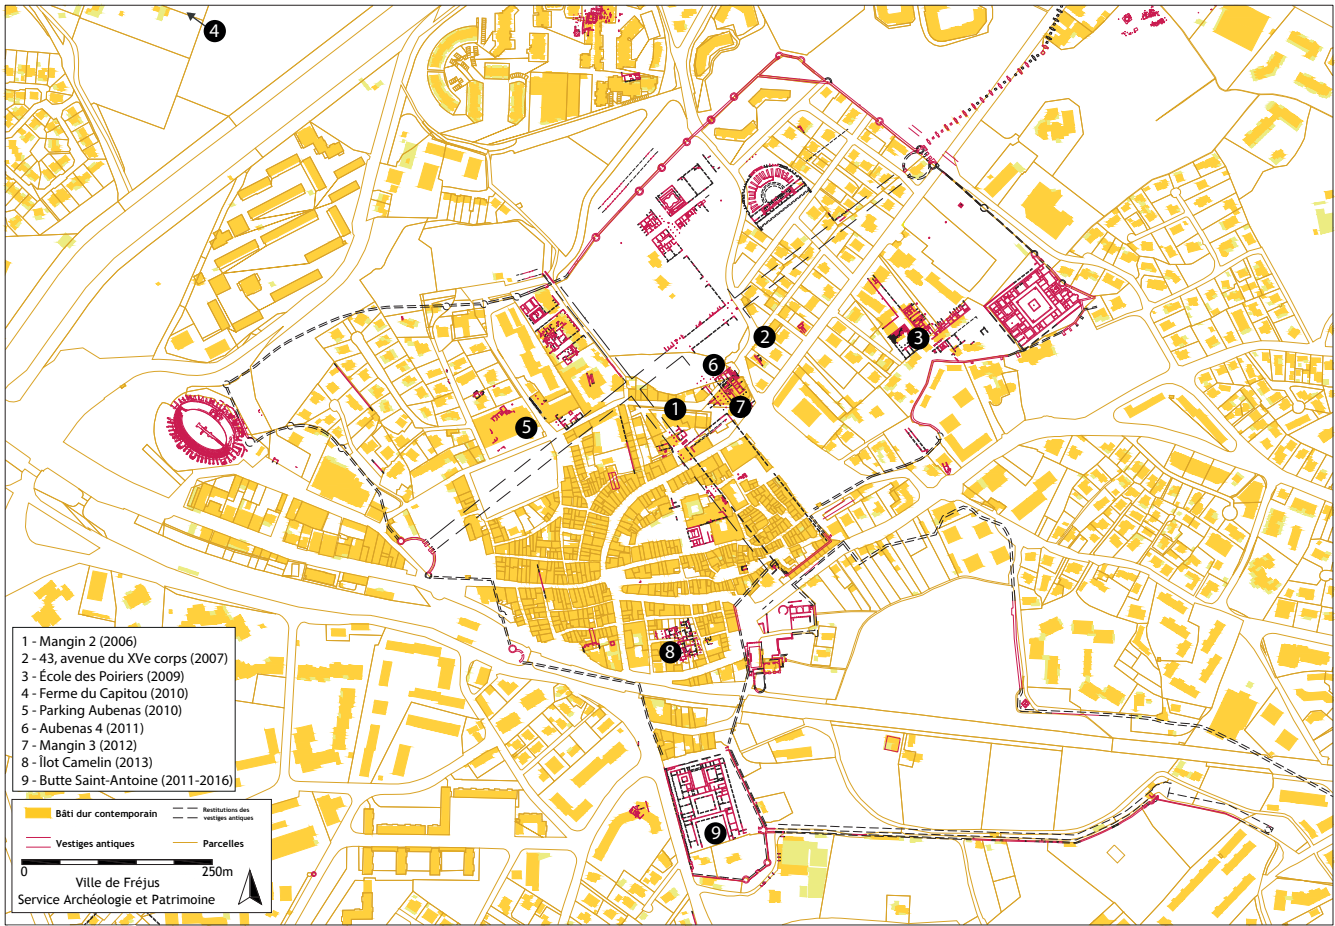 4
2
3
6
7
1
5
8
9
1 - Mangin 2 (2006)
2 - 43, avenue du XVe corps (2007)
3 - École des Poiriers (2009)
4 - Ferme du Capitou (2010)
5 - Parking Aubenas (2010)
6 - Aubenas 4 (2011)
7 - Mangin 3 (2012)
8 - Îlot Camelin (2013)
9 - Butte Saint-Antoine (2011-2016)
Bâti dur contemporain
Restitutions des
vestiges antiques
Vestiges antiques
Parcelles
0 250m
Ville de Fréjus
Service Archéologie et Patrimoine